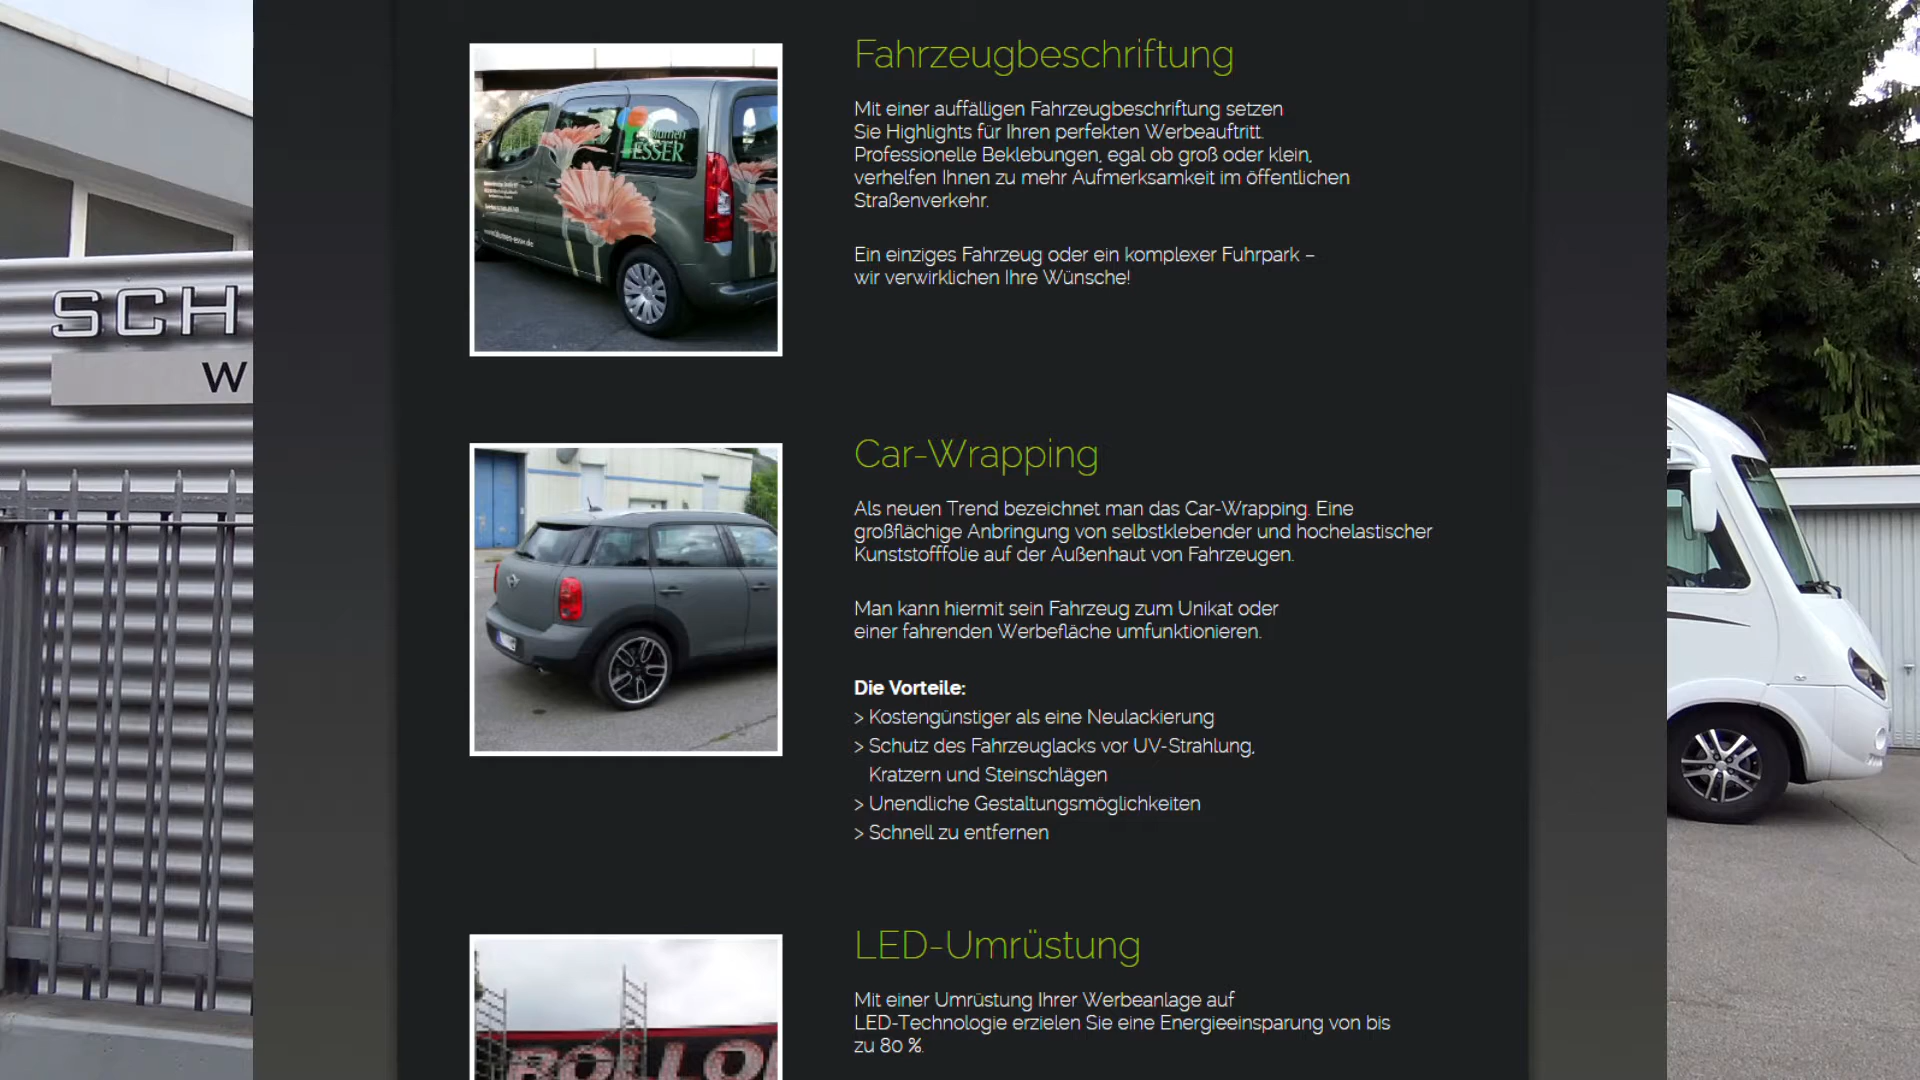 SCH
W
Fahrzeugbeschriftung
Mit einer auffälligen Fahrzeugbeschriftung setzen
Sie Highlights für Ihren perfekten Werbeauftritt.
Professionelle Beklebungen, egal ob groß oder klein,
verhelfen Ihnen zu mehr Aufmerksamkeit im öffentlichen
Straßenverkehr.
Ein einziges Fahrzeug oder ein komplexer Fuhrpark –
wir verwirklichen Ihre Wünsche!
blumen
ESSER
www.blumen-esser.de
Car-Wrapping
Als neuen Trend bezeichnet man das Car-Wrapping. Eine
großflächige Anbringung von selbstklebender und hochelastischer
Kunststofffolie auf der Außenhaut von Fahrzeugen.
Man kann hiermit sein Fahrzeug zum Unikat oder
einer fahrenden Werbefläche umfunktionieren.
Die Vorteile:
> Kostengünstiger als eine Neulackierung
> Schutz des Fahrzeuglacks vor UV-Strahlung,
Kratzern und Steinschlägen
> Unendliche Gestaltungsmöglichkeiten
> Schnell zu entfernen
LED-Umrüstung
Mit einer Umrüstung Ihrer Werbeanlage auf
LED-Technologie erzielen Sie eine Energieeinsparung von bis
zu 80 %.